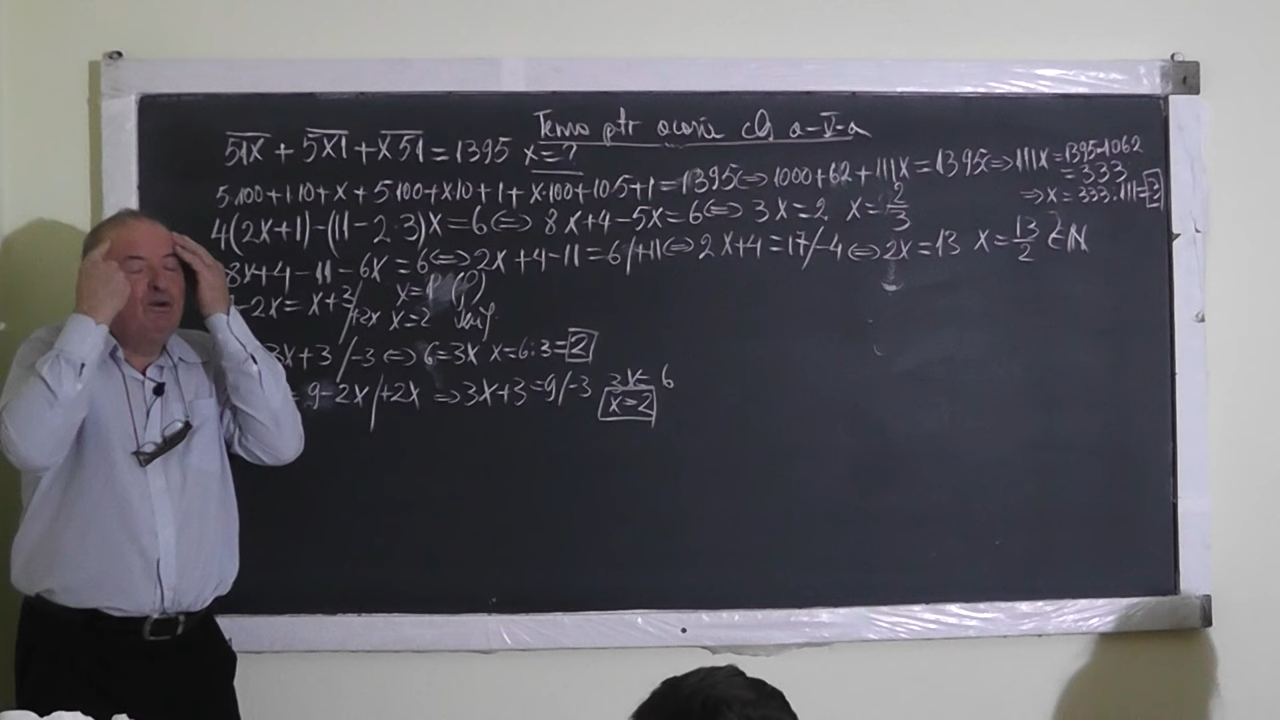 Temă ptr acasă cls a-V-a
51x + 5x1 + x51 = 1395 x = ?
5·100+1·10+x+5·100+x·10+1+x·100+10·5+1=1395⇔1000+62+111x=1395⇒111x=1395-1062
=333
⇒x=333:111=3
4(2x+1)-(11-2·3)x=6⇔8x+4-5x=6⇔3x=2 x=2/3
8x+4-11-6x=6⇔2x+4-11=6/+11⇔2x+4=17/-4⇔2x=13 x=13/2 ∉ N
-2x=x+3/+2x x=1 (f)
x=2 verif
3x+3/-3⇔6=3x x=6:3=2
=9-2x/+2x ⇒3x+3=9/-3 3x=6
x=2